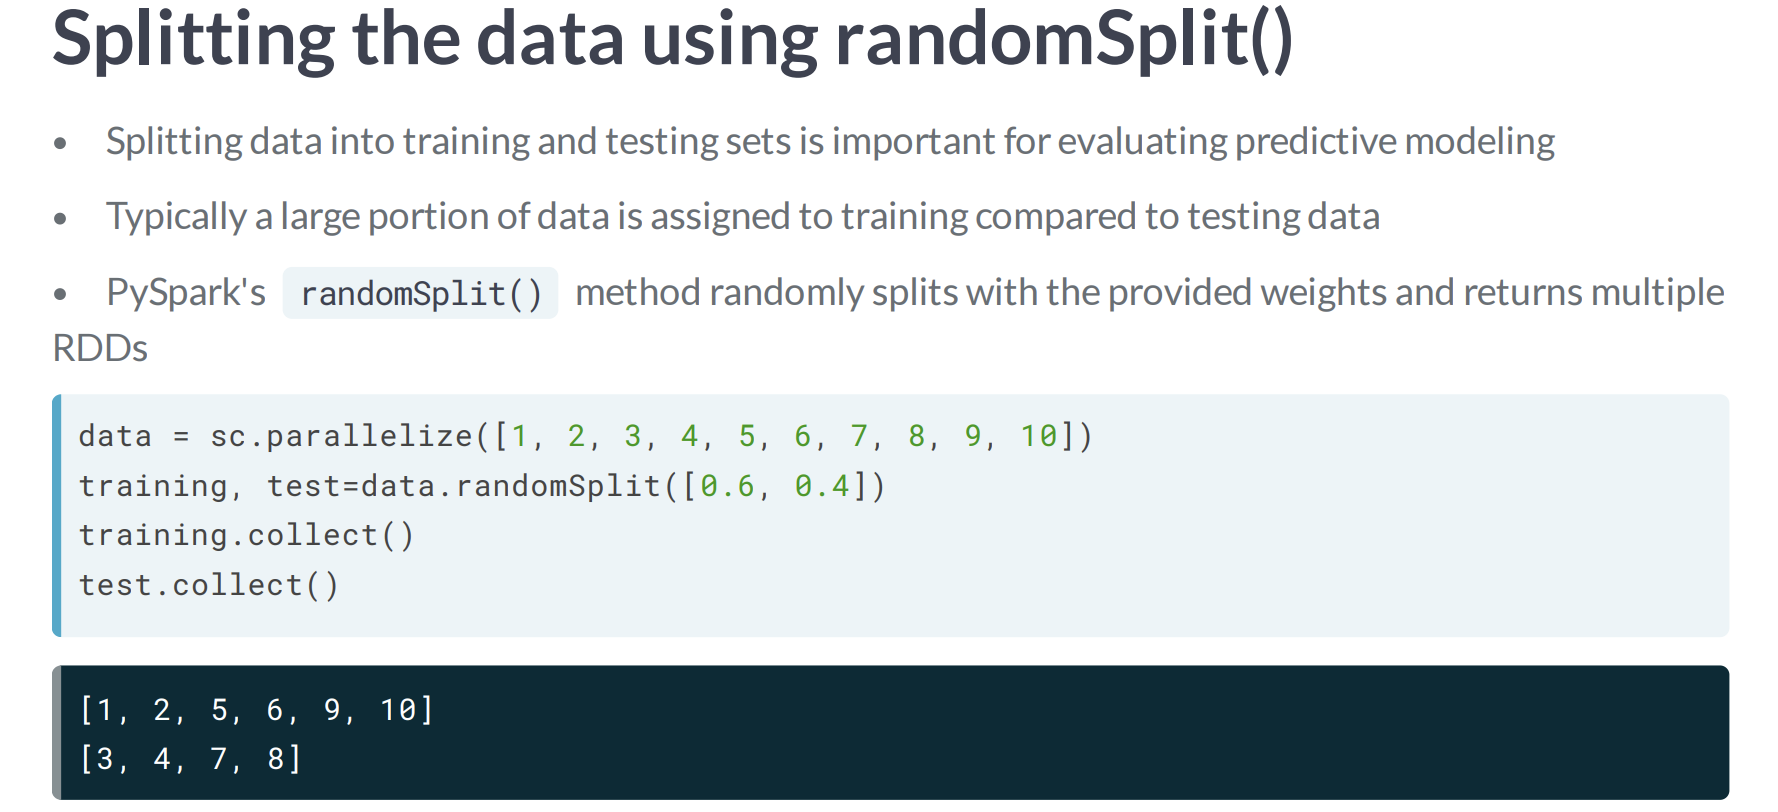 Splitting the data using randomSplit()
• Splitting data into training and testing sets is important for evaluating predictive modeling
• Typically a large portion of data is assigned to training compared to testing data
• PySpark's randomSplit() method randomly splits with the provided weights and returns multiple
RDDs
data = sc.parallelize([1, 2, 3, 4, 5, 6, 7, 8, 9, 10])
training, test=data.randomSplit([0.6, 0.4])
training.collect()
test.collect()
[1, 2, 5, 6, 9, 10]
[3, 4, 7, 8]